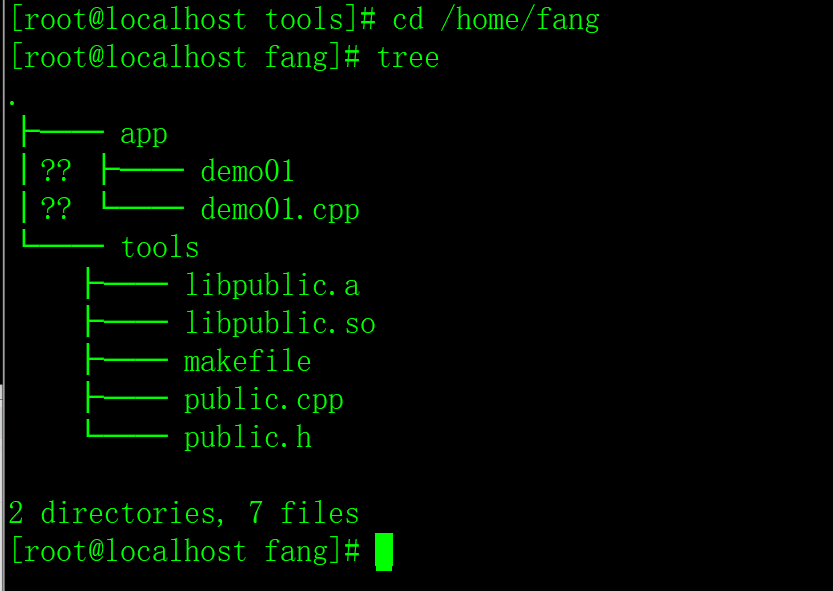 [root@localhost tools]# cd /home/fang
[root@localhost fang]# tree
.
├──── app
│ ?? ├──── demo01
│ ?? └──── demo01.cpp
└──── tools
    ├──── libpublic.a
    ├──── libpublic.so
    ├──── makefile
    ├──── public.cpp
    └──── public.h
2 directories, 7 files
[root@localhost fang]#